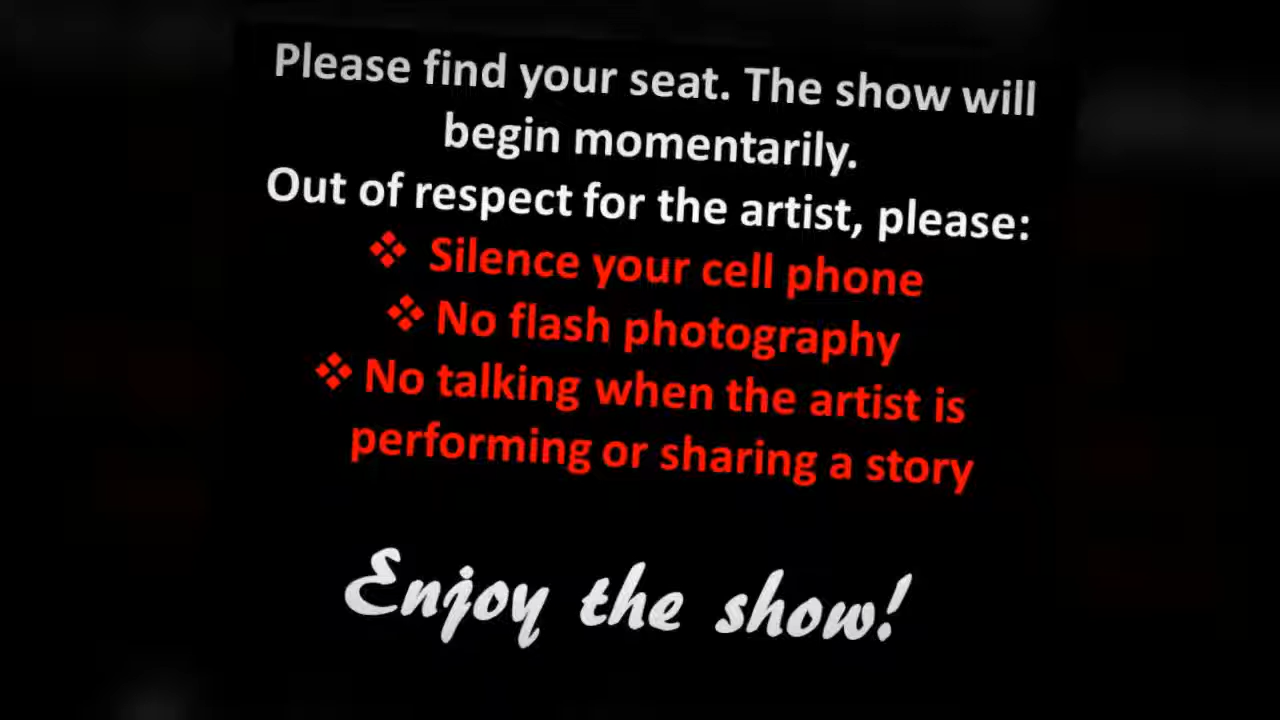 Please find your seat. The show will
begin momentarily.
Out of respect for the artist, please:
❖ Silence your cell phone
❖ No flash photography
❖ No talking when the artist is
performing or sharing a story
Enjoy the show!